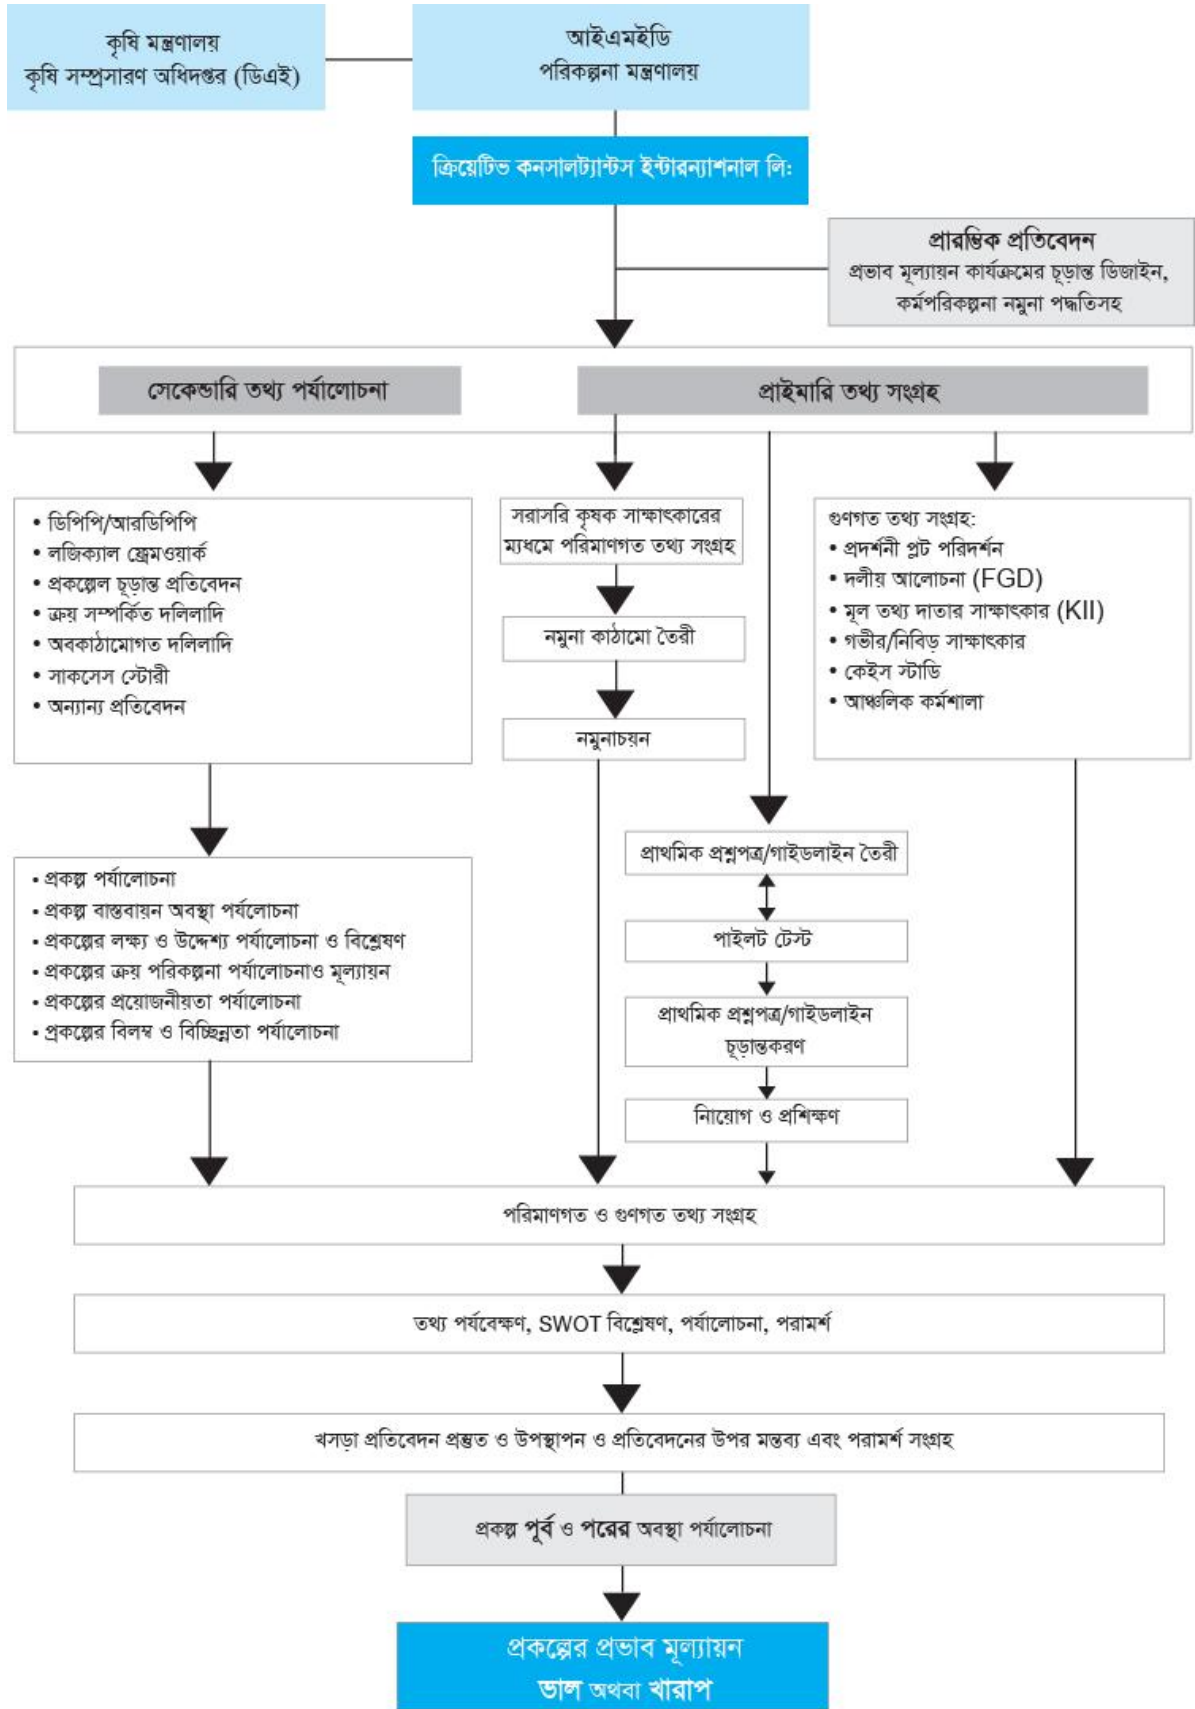 কৃষি মন্ত্রণালয়
কৃষি সম্প্রসারণ অধিদপ্তর (ডিএই)
আইএমইডি
পরিকল্পনা মন্ত্রণালয়
ক্রিয়েটিভ কনসালট্যান্টস ইন্টারন্যাশনাল লি:
প্রারম্ভিক প্রতিবেদন
প্রভাব মূল্যায়ন কার্যক্রমের চূড়ান্ত ডিজাইন,
কর্মপরিকল্পনা নমুনা পদ্ধতিসহ
সেকেন্ডারি তথ্য পর্যালোচনা
প্রাইমারি তথ্য সংগ্রহ
• ডিপিপি/আরডিপিপি
• লজিক্যাল ফ্রেমওয়ার্ক
• প্রকল্পেল চূড়ান্ত প্রতিবেদন
• ক্রয় সম্পর্কিত দলিলাদি
• অবকাঠামোগত দলিলাদি
• সাকসেস স্টোরী
• অন্যান্য প্রতিবেদন
সরাসরি কৃষক সাক্ষাৎকারের
ম্যধমে পরিমাণগত তথ্য সংগ্রহ
নমুনা কাঠামো তৈরী
নমুনাচয়ন
গুণগত তথ্য সংগ্রহ:
• প্রদর্শনী প্লট পরিদর্শন
• দলীয় আলোচনা (FGD)
• মূল তথ্য দাতার সাক্ষাৎকার (KII)
• গভীর/নিবিড় সাক্ষাৎকার
• কেইস স্টাডি
• আঞ্চলিক কর্মশালা
• প্রকল্প পর্যালোচনা
• প্রকল্প বাস্তবায়ন অবস্থা পর্যলোচনা
• প্রকল্পের লক্ষ্য ও উদ্দেশ্য পর্যালোচনা ও বিশ্লেষণ
• প্রকল্পের ক্রয় পরিকল্পনা পর্যালোচনাও মূল্যায়ন
• প্রকল্পের প্রয়োজনীয়তা পর্যালোচনা
• প্রকল্পের বিলম্ব ও বিচ্ছিন্নতা পর্যালোচনা
প্রাথমিক প্রশ্নপত্র/গাইডলাইন তৈরী
পাইলট টেস্ট
প্রাথমিক প্রশ্নপত্র/গাইডলাইন
চূড়ান্তকরণ
নিায়োগ ও প্রশিক্ষণ
পরিমাণগত ও গুণগত তথ্য সংগ্রহ
তথ্য পর্যবেক্ষণ, SWOT বিশ্লেষণ, পর্যালোচনা, পরামর্শ
খসড়া প্রতিবেদন প্রস্তুত ও উপস্থাপন ও প্রতিবেদনের উপর মন্তব্য এবং পরামর্শ সংগ্রহ
প্রকল্প পূর্ব ও পরের অবস্থা পর্যালোচনা
প্রকল্পের প্রভাব মূল্যায়ন
ভাল অথবা খারাপ